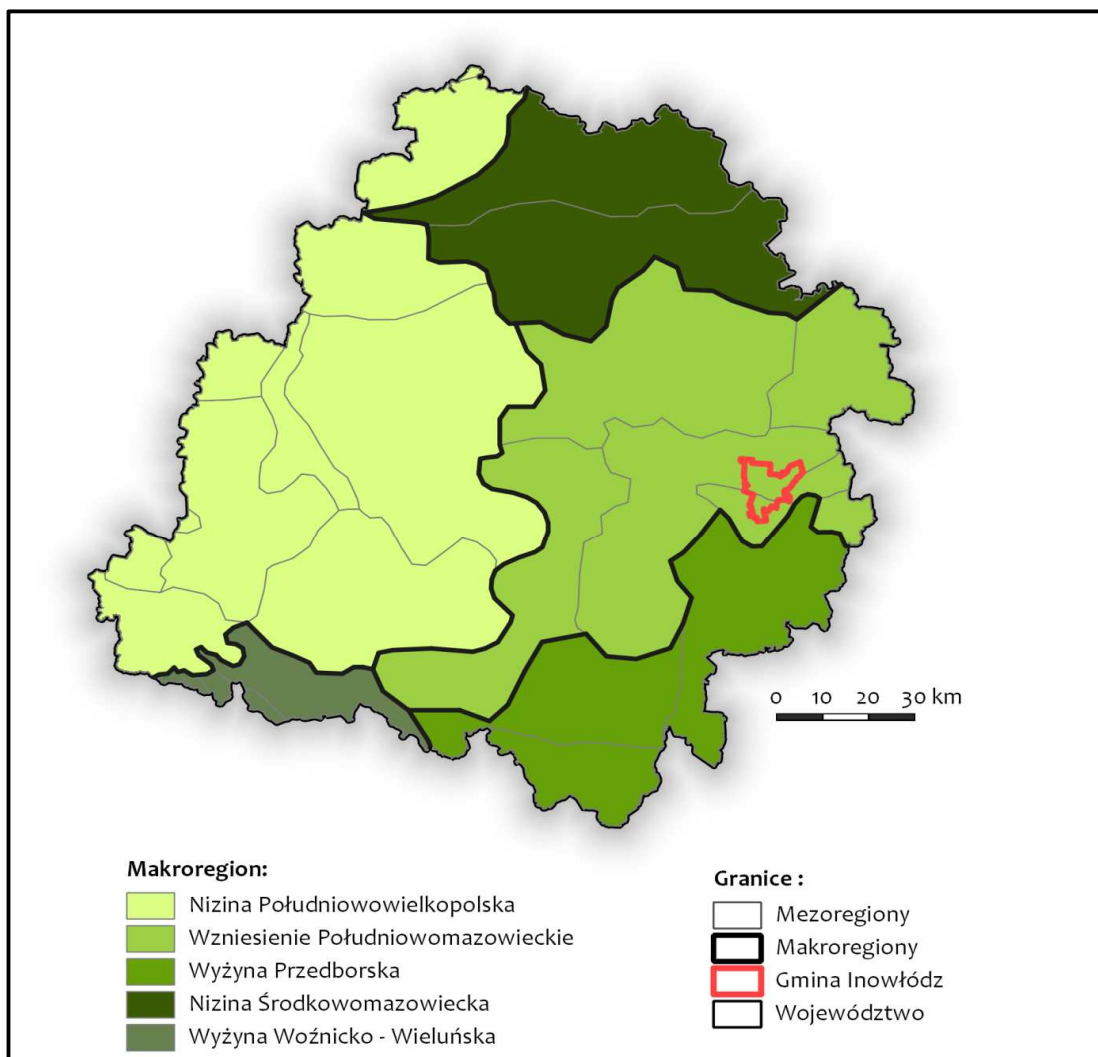 0 10 20 30 km
Makroregion:
Nizina Południowowielkopolska
Wzniesienie Południowomazowieckie
Wyżyna Przedborska
Nizina Środkowomazowiecka
Wyżyna Woźnicko - Wieluńska
Granice :
Mezoregiony
Makroregiony
Gmina Inowłódz
Województwo